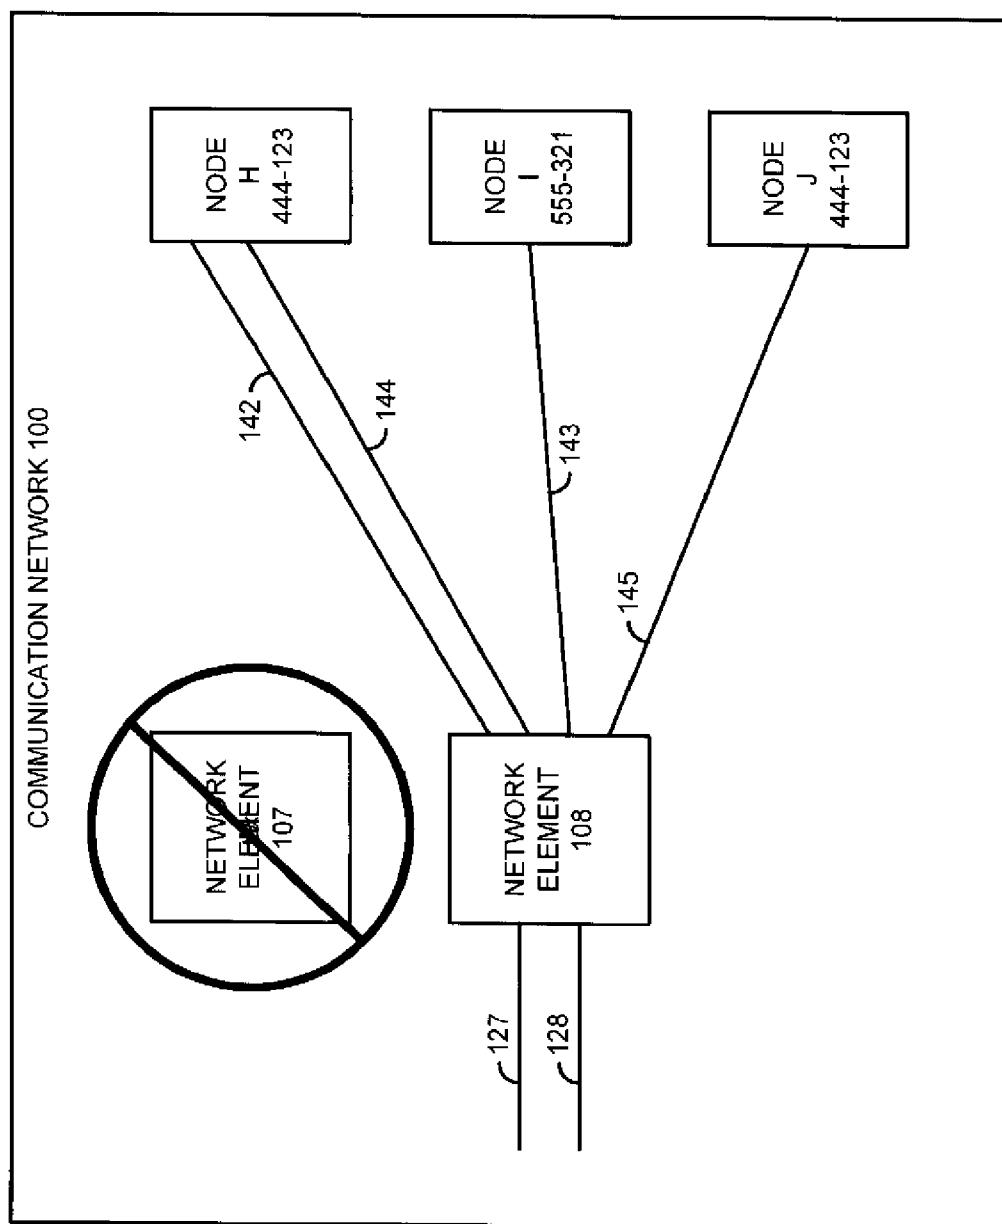 COMMUNICATION NETWORK 100
NETWORK
ELEMENT
107
142
144
NODE
H
444-123
127
128
NETWORK
ELEMENT
108
143
145
NODE
I
555-321
NODE
J
444-123